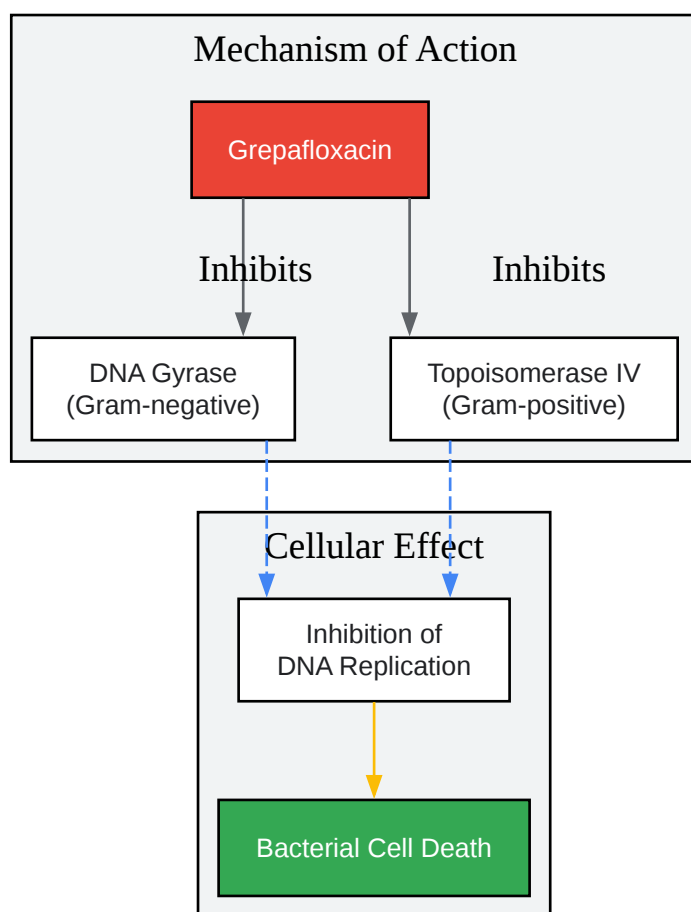 Mechanism of Action
Grepafloxacin
Inhibits
Inhibits
DNA Gyrase
(Gram-negative)
Topoisomerase IV
(Gram-positive)
Cellular Effect
Inhibition of
DNA Replication
Bacterial Cell Death